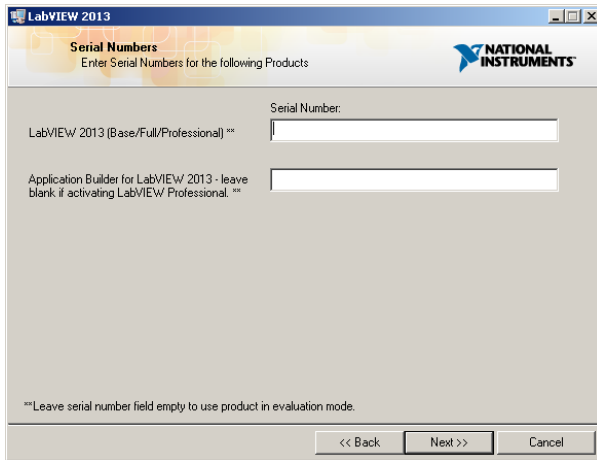 LabVIEW 2013
Serial Numbers
Enter Serial Numbers for the following Products
NATIONAL
INSTRUMENTS™
Serial Number:
LabVIEW 2013 (Base/Full/Professional) **
Application Builder for LabVIEW 2013 - leave
blank if activating LabVIEW Professional. **
**Leave serial number field empty to use product in evaluation mode.
<< Back
Next >>
Cancel